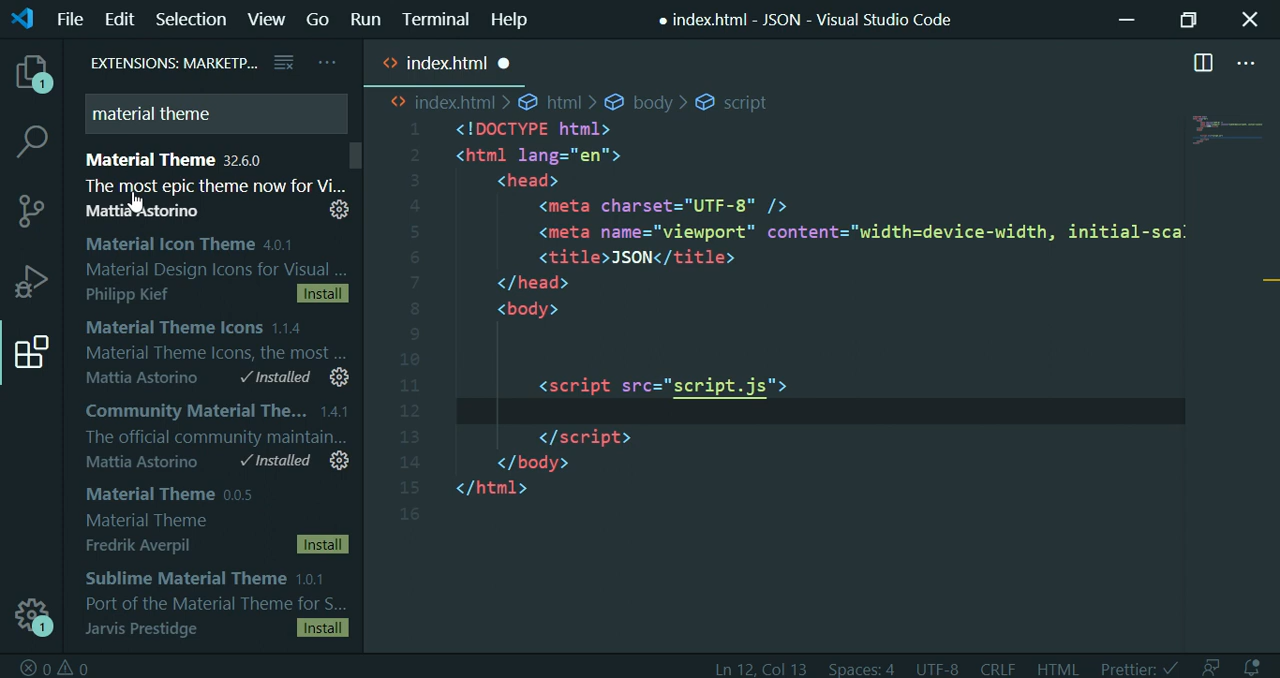 File Edit Selection View Go Run Terminal Help
● index.html - JSON - Visual Studio Code
EXTENSIONS: MARKETP...
material theme
Material Theme 32.6.0
The most epic theme now for Vi...
Mattia Astorino
Material Icon Theme 4.0.1
Material Design Icons for Visual ...
Philipp Kief Install
Material Theme Icons 1.1.4
Material Theme Icons, the most ...
Mattia Astorino ✓Installed
Community Material The... 1.4.1
The official community maintain...
Mattia Astorino ✓Installed
Material Theme 0.0.5
Material Theme
Fredrik Averpil Install
Sublime Material Theme 1.0.1
Port of the Material Theme for S...
Jarvis Prestidge Install
1
1
<> index.html ●
<> index.html > html > body > script
1 <!DOCTYPE html>
2 <html lang="en">
3 <head>
4 <meta charset="UTF-8" />
5 <meta name="viewport" content="width=device-width, initial-scal
6 <title>JSON</title>
7 </head>
8 <body>
9
10
11 <script src="script.js">
12
13 </script>
14 </body>
15 </html>
16
0 0
Ln 12, Col 13 Spaces: 4 UTF-8 CRLF HTML Prettier: ✓